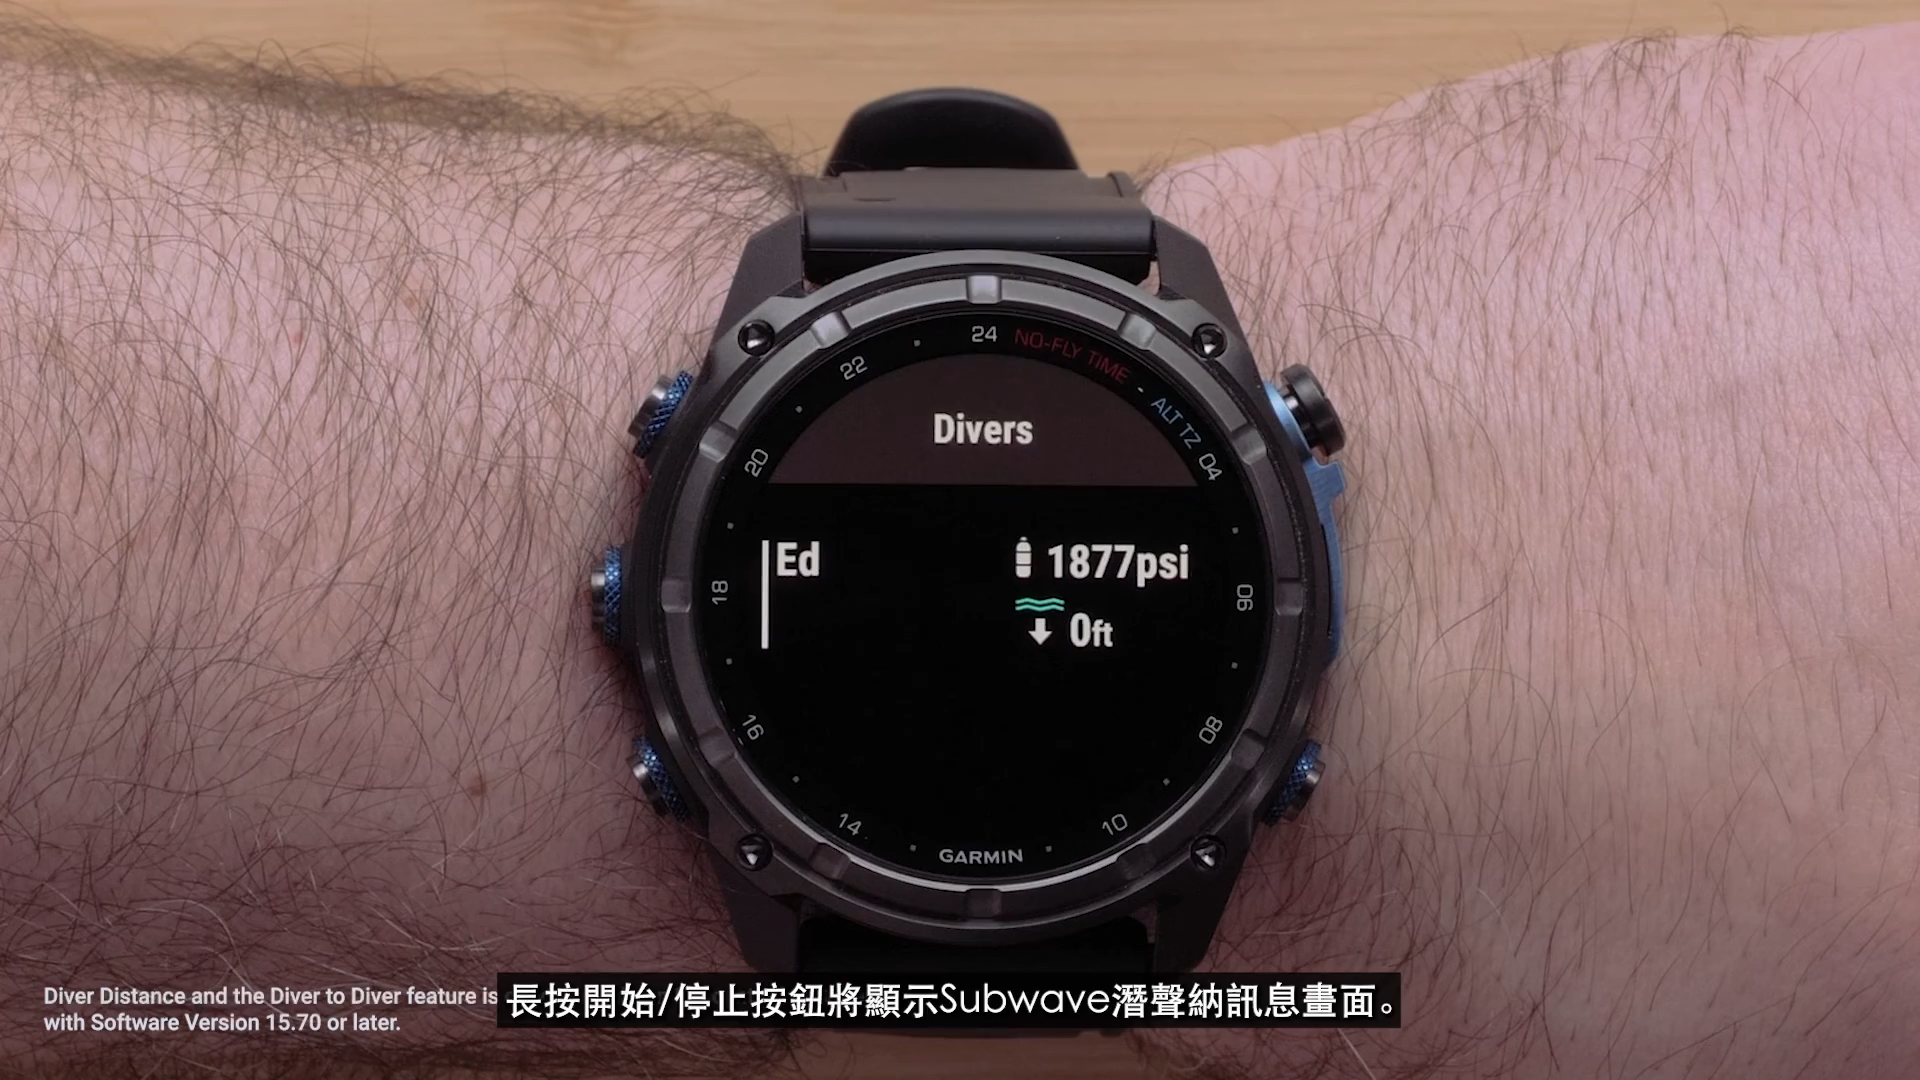 24
NO-FLY TIME
22
ALT TZ
20
04
Divers
Ed
1877psi
0ft
18
06
16
08
14
10
GARMIN
Diver Distance and the Diver to Diver feature is
with Software Version 15.70 or later.
長按開始/停止按鈕將顯示Subwave潛聲納訊息畫面。